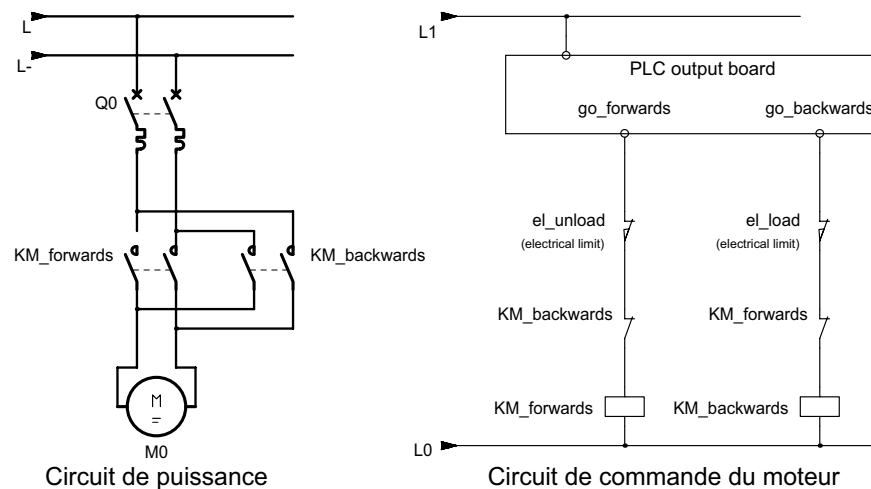 L
L-
Q0
KM_forwards
KM_backwards
M
M0
Circuit de puissance
L1
PLC output board
go_forwards
go_backwards
el_unload
(electrical limit)
el_load
(electrical limit)
KM_backwards
KM_forwards
KM_forwards
KM_backwards
L0
Circuit de commande du moteur